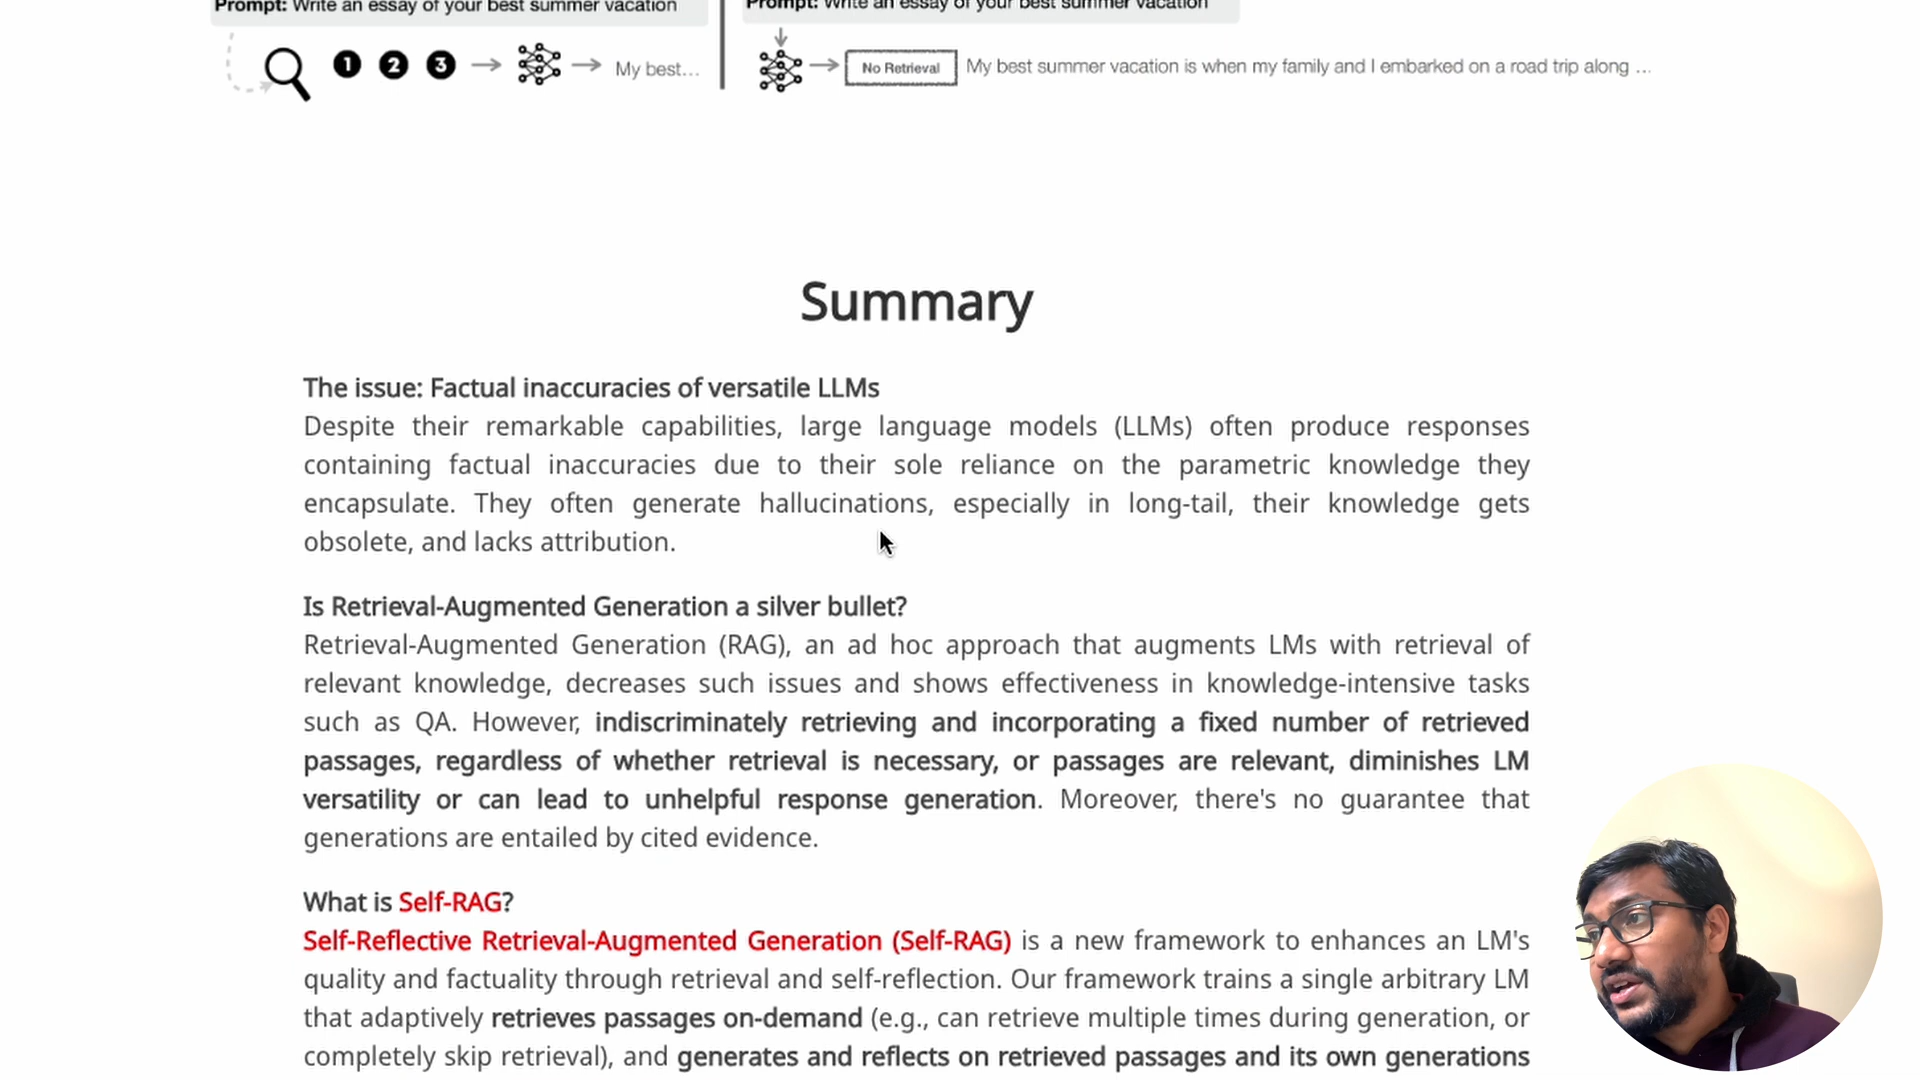 Prompt: Write an essay of your best summer vacation
Prompt: Write an essay of your best summer vacation
1 2 3 My best...
No Retrieval My best summer vacation is when my family and I embarked on a road trip along ...
Summary
The issue: Factual inaccuracies of versatile LLMs
Despite their remarkable capabilities, large language models (LLMs) often produce responses
containing factual inaccuracies due to their sole reliance on the parametric knowledge they
encapsulate. They often generate hallucinations, especially in long-tail, their knowledge gets
obsolete, and lacks attribution.
Is Retrieval-Augmented Generation a silver bullet?
Retrieval-Augmented Generation (RAG), an ad hoc approach that augments LMs with retrieval of
relevant knowledge, decreases such issues and shows effectiveness in knowledge-intensive tasks
such as QA. However, indiscriminately retrieving and incorporating a fixed number of retrieved
passages, regardless of whether retrieval is necessary, or passages are relevant, diminishes LM
versatility or can lead to unhelpful response generation. Moreover, there's no guarantee that
generations are entailed by cited evidence.
What is Self-RAG?
Self-Reflective Retrieval-Augmented Generation (Self-RAG) is a new framework to enhances an LM's
quality and factuality through retrieval and self-reflection. Our framework trains a single arbitrary LM
that adaptively retrieves passages on-demand (e.g., can retrieve multiple times during generation, or
completely skip retrieval), and generates and reflects on retrieved passages and its own generations